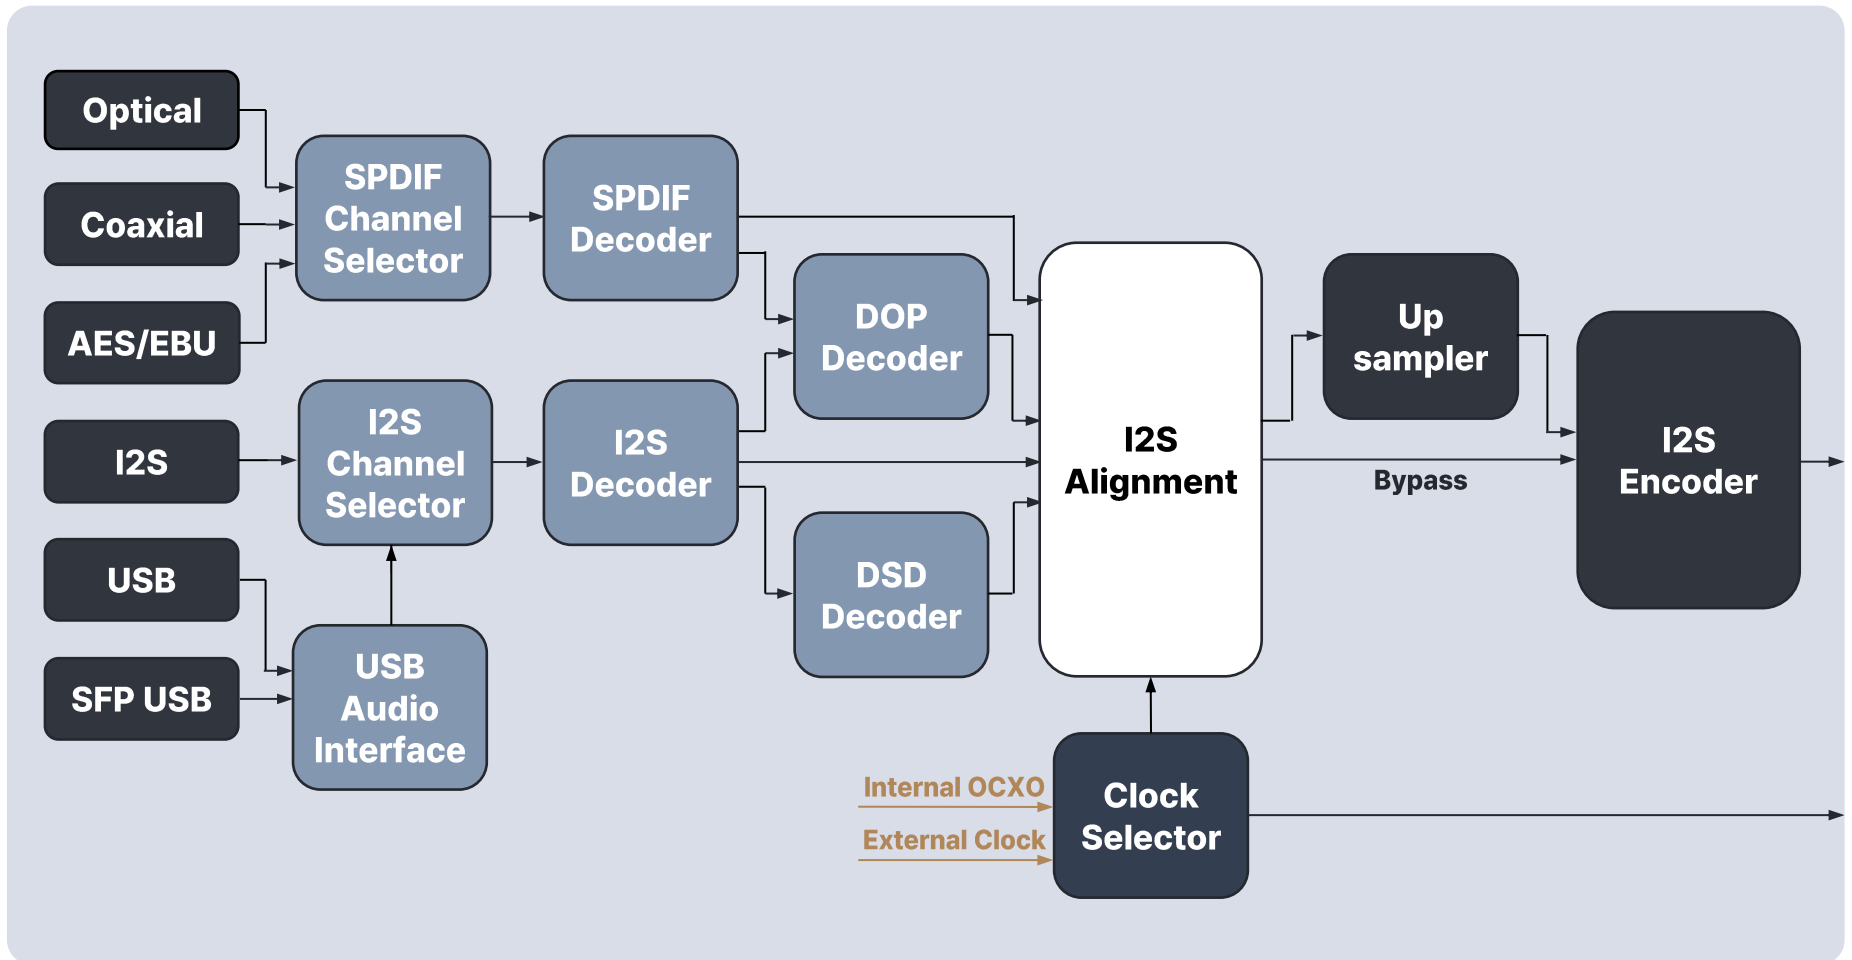 Optical
Coaxial
AES/EBU
I2S
USB
SFP USB
SPDIF
Channel
Selector
I2S
Channel
Selector
USB
Audio
Interface
SPDIF
Decoder
I2S
Decoder
DOP
Decoder
DSD
Decoder
I2S
Alignment
Internal OCXO
External Clock
Clock
Selector
Up
sampler
Bypass
I2S
Encoder